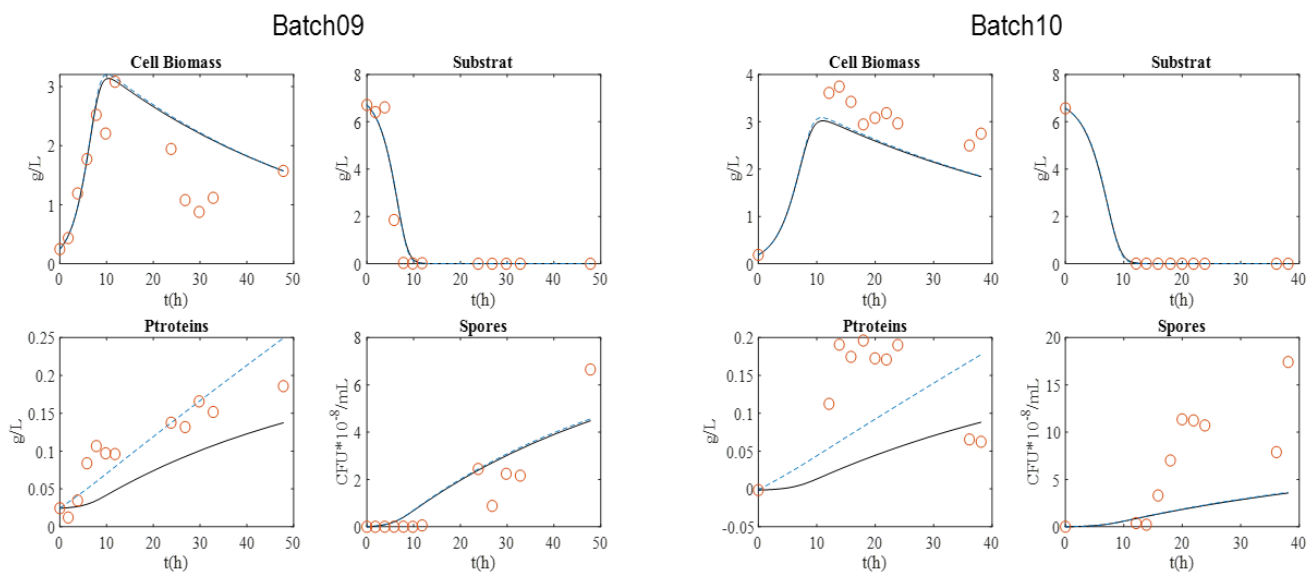 Batch09
Batch10
Cell Biomass
Substrat
Cell Biomass
Substrat
3
2
1
0
g/L
0 10 20 30 40 50
t(h)
8
6
4
2
0
g/L
0 10 20 30 40 50
t(h)
4
3
2
1
0
g/L
0 10 20 30 40
t(h)
8
6
4
2
0
g/L
0 10 20 30 40
t(h)
Ptroteins
Spores
Ptroteins
Spores
0.25
0.2
0.15
0.1
0.05
0
g/L
0 10 20 30 40 50
t(h)
8
6
4
2
0
CFU*10⁻⁸/mL
0 10 20 30 40 50
t(h)
0.2
0.15
0.1
0.05
0
-0.05
g/L
0 10 20 30 40
t(h)
20
15
10
5
0
CFU*10⁻⁸/mL
0 10 20 30 40
t(h)